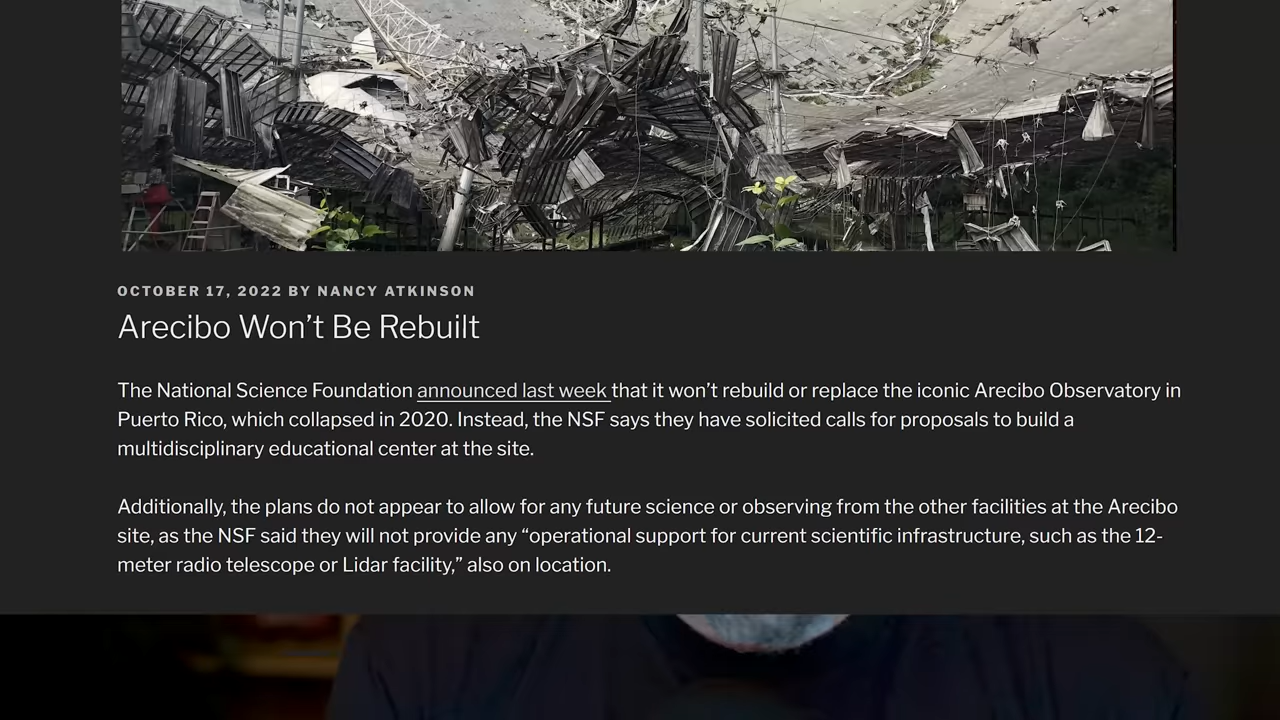 OCTOBER 17, 2022 BY NANCY ATKINSON
Arecibo Won’t Be Rebuilt
The National Science Foundation announced last week that it won’t rebuild or replace the iconic Arecibo Observatory in
Puerto Rico, which collapsed in 2020. Instead, the NSF says they have solicited calls for proposals to build a
multidisciplinary educational center at the site.
Additionally, the plans do not appear to allow for any future science or observing from the other facilities at the Arecibo
site, as the NSF said they will not provide any “operational support for current scientific infrastructure, such as the 12-
meter radio telescope or Lidar facility,” also on location.